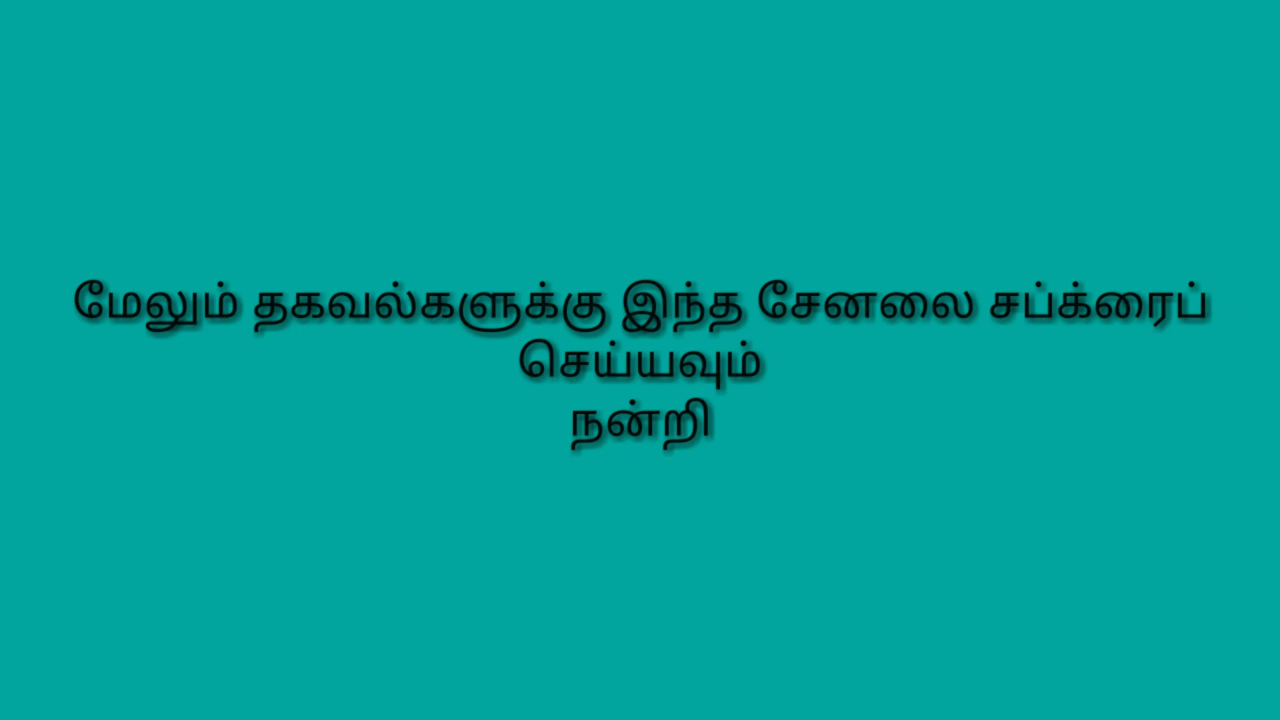 மேலும் தகவல்களுக்கு இந்த சேனலை சப்க்ரைப்
செய்யவும்
நன்றி